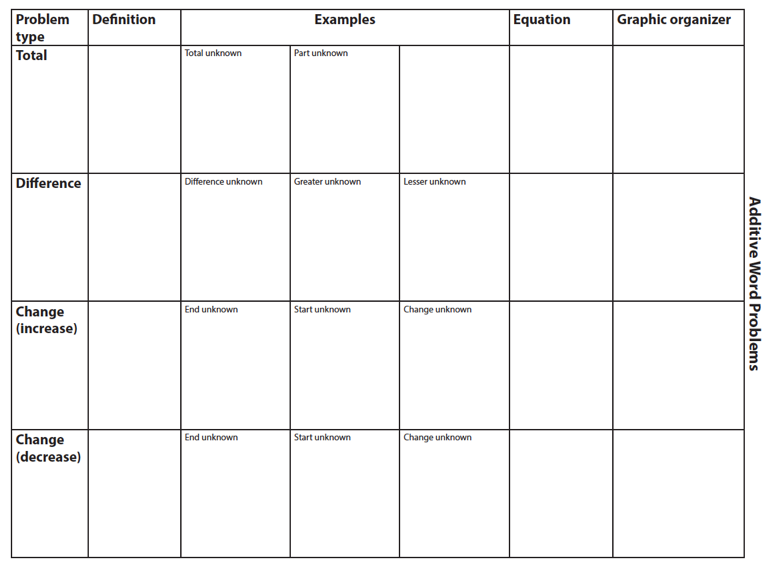 Problem type
Definition
Examples
Equation
Graphic organizer
Total
Total unknown
Part unknown
Difference
Difference unknown
Greater unknown
Lesser unknown
Change
(increase)
End unknown
Start unknown
Change unknown
Change
(decrease)
End unknown
Start unknown
Change unknown
Additive Word Problems